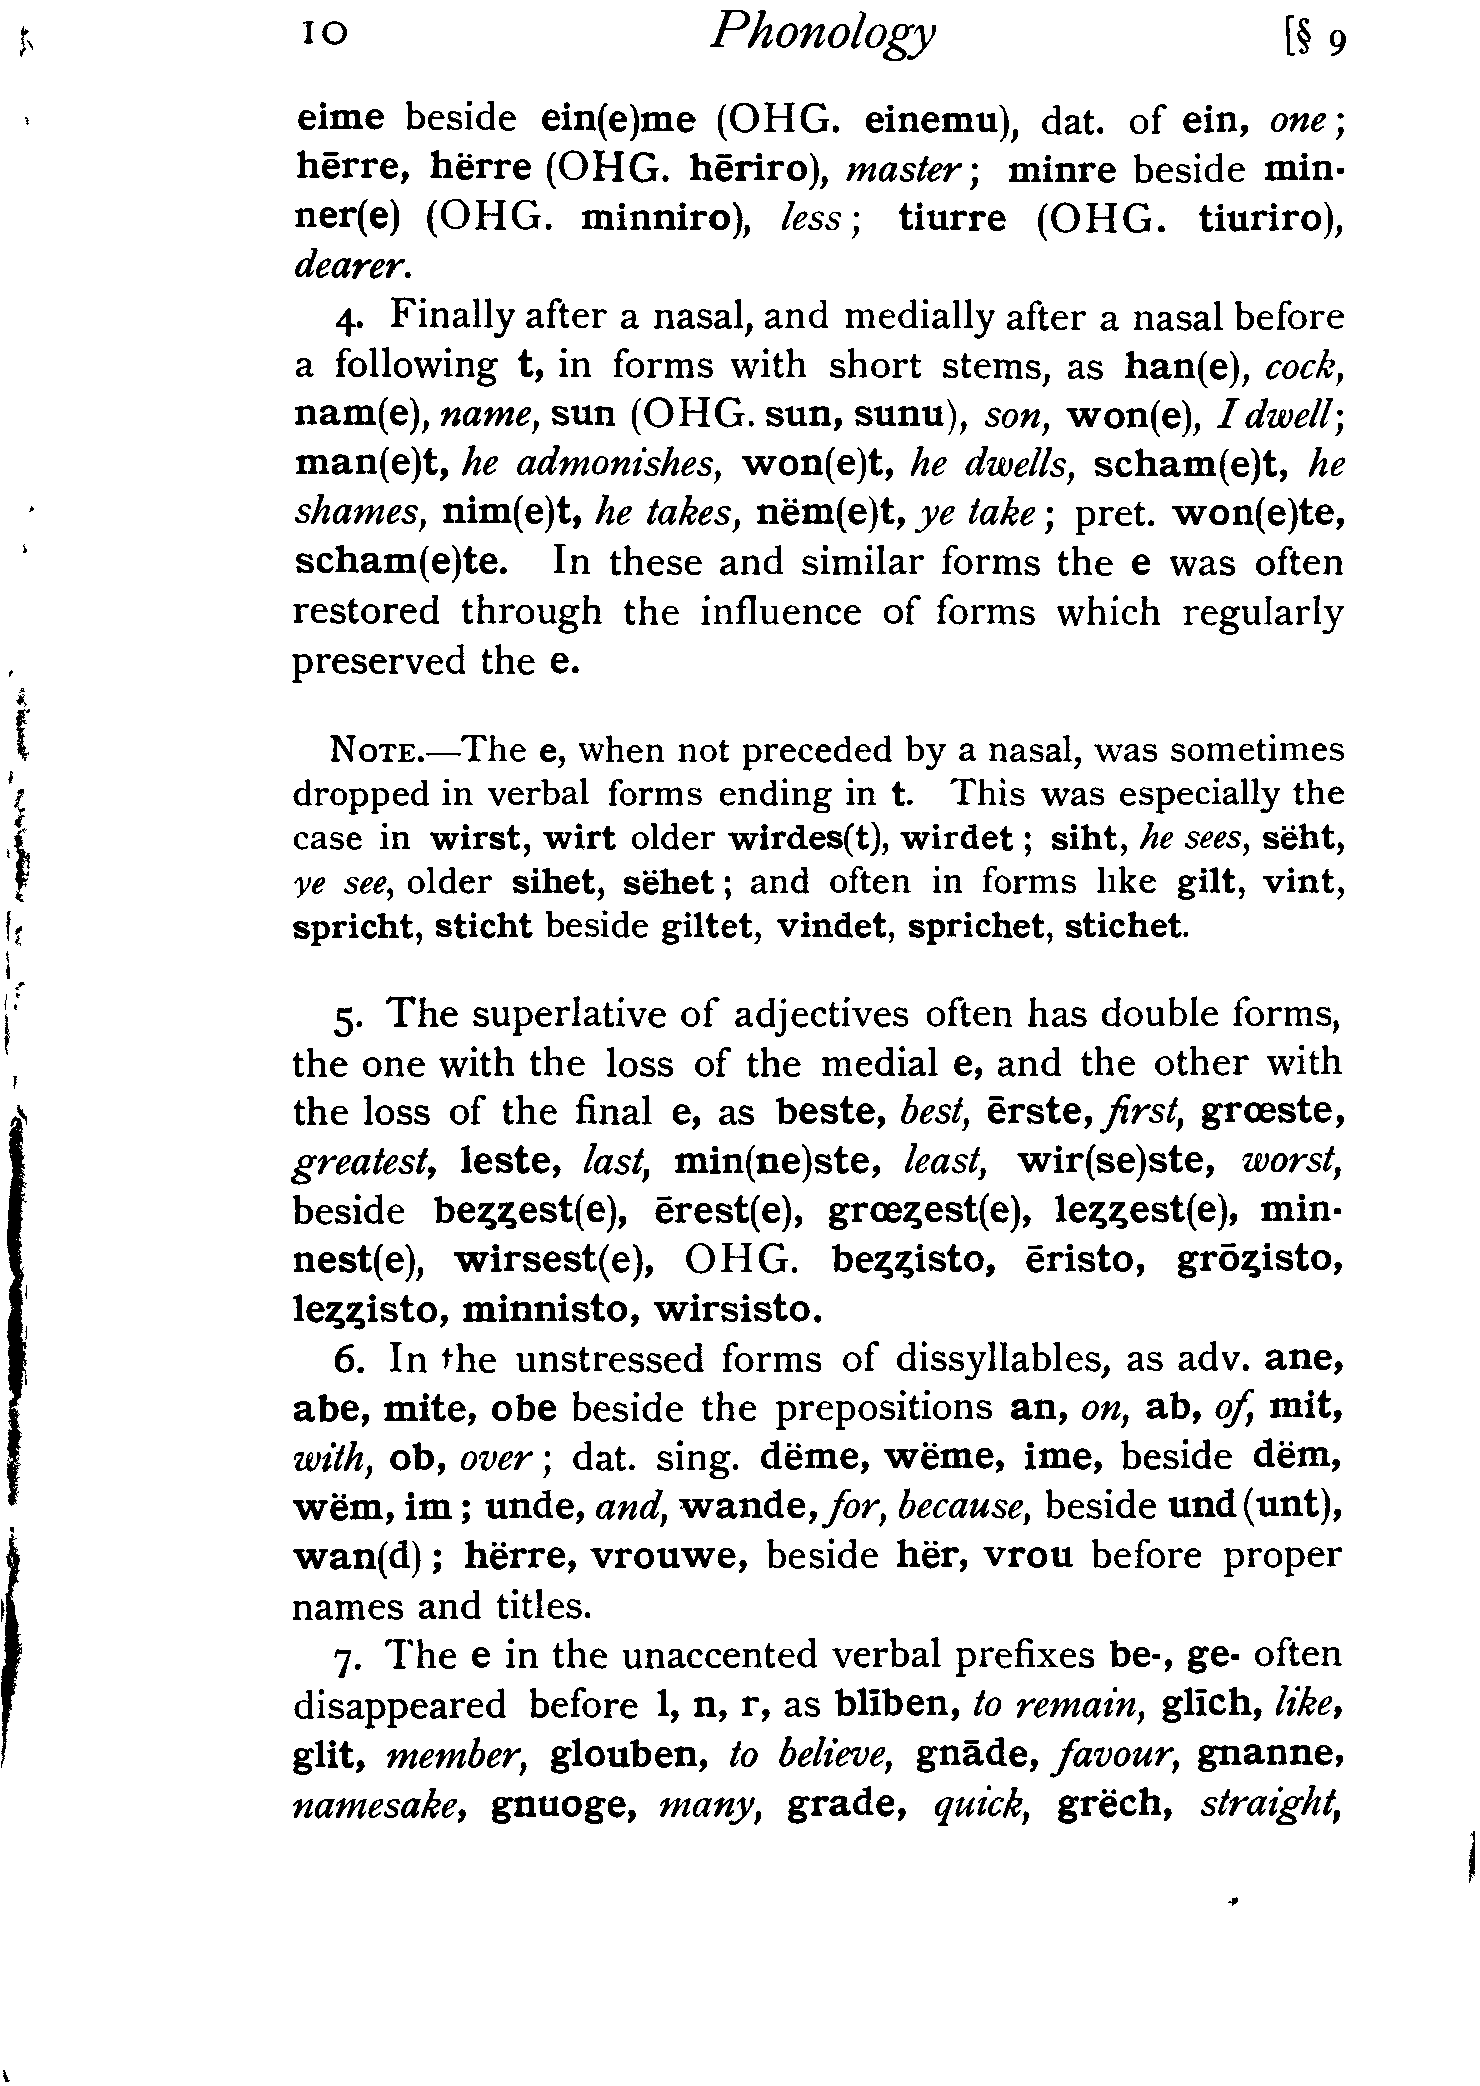 10 Phonology [§ 9
eime beside ein(e)me (OHG. einemu), dat. of ein, one;
hērre, hërre (OHG. hēriro), master; minre beside min-
ner(e) (OHG. minniro), less; tiurre (OHG. tiuriro),
dearer.
4. Finally after a nasal, and medially after a nasal before
a following t, in forms with short stems, as han(e), cock,
nam(e), name, sun (OHG. sun, sunu), son, won(e), I dwell;
man(e)t, he admonishes, won(e)t, he dwells, scham(e)t, he
shames, nim(e)t, he takes, nëm(e)t, ye take; pret. won(e)te,
scham(e)te. In these and similar forms the e was often
restored through the influence of forms which regularly
preserved the e.
NOTE.—The e, when not preceded by a nasal, was sometimes
dropped in verbal forms ending in t. This was especially the
case in wirst, wirt older wirdes(t), wirdet; siht, he sees, sëht,
ye see, older sihet, sëhet; and often in forms like gilt, vint,
spricht, sticht beside giltet, vindet, sprichet, stichet.
5. The superlative of adjectives often has double forms,
the one with the loss of the medial e, and the other with
the loss of the final e, as beste, best, ērste, first, grœste,
greatest, leste, last, min(ne)ste, least, wir(se)ste, worst,
beside beȥȥest(e), ērest(e), grœȥest(e), leȥȥest(e), min-
nest(e), wirsest(e), OHG. beȥȥisto, ēristo, grōȥisto,
leȥȥisto, minnisto, wirsisto.
6. In the unstressed forms of dissyllables, as adv. ane,
abe, mite, obe beside the prepositions an, on, ab, of, mit,
with, ob, over; dat. sing. dëme, wëme, ime, beside dëm,
wëm, im; unde, and, wande, for, because, beside und (unt),
wan(d); hërre, vrouwe, beside hër, vrou before proper
names and titles.
7. The e in the unaccented verbal prefixes be-, ge- often
disappeared before l, n, r, as blīben, to remain, glīch, like,
glit, member, glouben, to believe, gnāde, favour, gnanne,
namesake, gnuoge, many, grade, quick, grëch, straight,